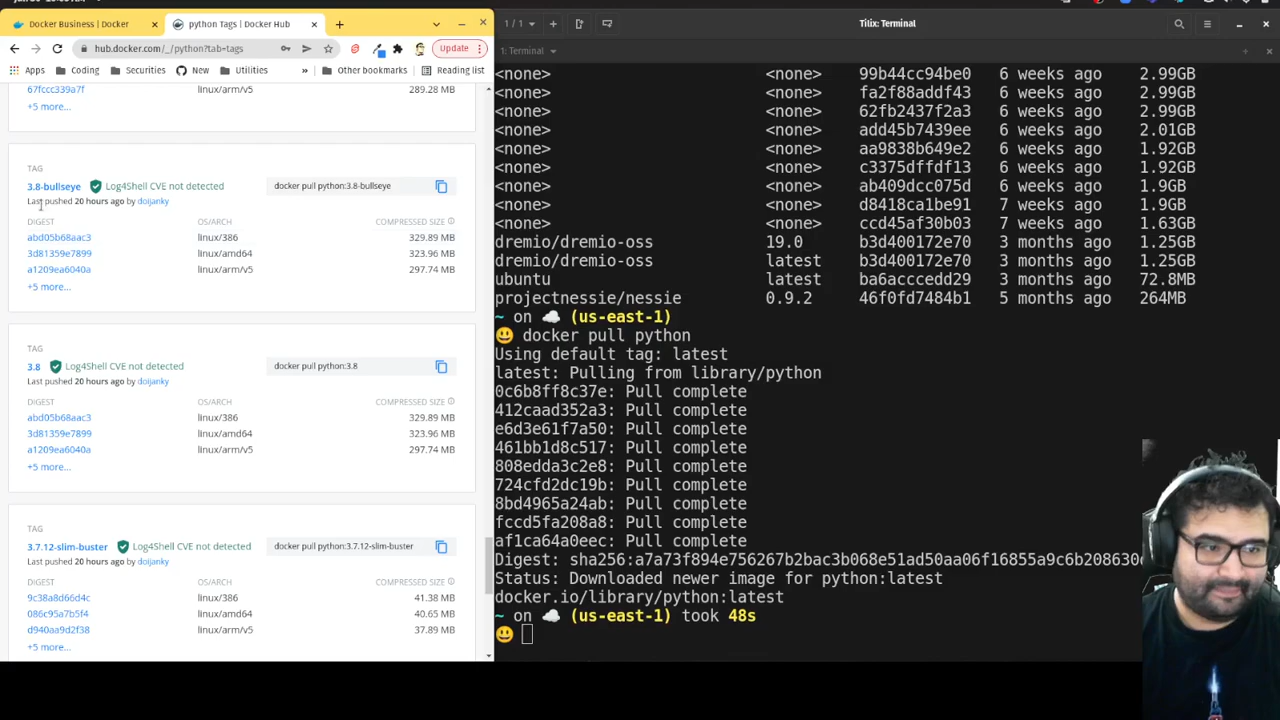 Docker Business | Docker
python Tags | Docker Hub
hub.docker.com/_/python?tab=tags
Update
Apps
Coding
Securities
New
Utilities
»
Other bookmarks
Reading list
67fccc339a7f
linux/arm/v5
289.28 MB
+5 more...
TAG
3.8-bullseye
Log4Shell CVE not detected
docker pull python:3.8-bullseye
Last pushed 20 hours ago by doijanky
DIGEST
OS/ARCH
COMPRESSED SIZE
abd05b68aac3
linux/386
329.89 MB
3d81359e7899
linux/amd64
323.96 MB
a1209ea6040a
linux/arm/v5
297.74 MB
+5 more...
TAG
3.8
Log4Shell CVE not detected
docker pull python:3.8
Last pushed 20 hours ago by doijanky
DIGEST
OS/ARCH
COMPRESSED SIZE
abd05b68aac3
linux/386
329.89 MB
3d81359e7899
linux/amd64
323.96 MB
a1209ea6040a
linux/arm/v5
297.74 MB
+5 more...
TAG
3.7.12-slim-buster
Log4Shell CVE not detected
docker pull python:3.7.12-slim-buster
Last pushed 20 hours ago by doijanky
DIGEST
OS/ARCH
COMPRESSED SIZE
9c38a8d66d4c
linux/386
41.38 MB
086c95a7b5f4
linux/amd64
40.65 MB
d940aa9d2f38
linux/arm/v5
37.89 MB
+5 more...
1 / 1
Tilix: Terminal
1: Terminal
<none> <none> 99b44cc94be0 6 weeks ago 2.99GB
<none> <none> fa2f88addf43 6 weeks ago 2.99GB
<none> <none> 62fb2437f2a3 6 weeks ago 2.99GB
<none> <none> add45b7439ee 6 weeks ago 2.01GB
<none> <none> aa9838b649e2 6 weeks ago 1.92GB
<none> <none> c3375dffdf13 6 weeks ago 1.92GB
<none> <none> ab409dcc075d 6 weeks ago 1.9GB
<none> <none> d8418ca1be91 7 weeks ago 1.9GB
<none> <none> ccd45af30b03 7 weeks ago 1.63GB
dremio/dremio-oss 19.0 b3d400172e70 3 months ago 1.25GB
dremio/dremio-oss latest b3d400172e70 3 months ago 1.25GB
ubuntu latest ba6acccedd29 3 months ago 72.8MB
projectnessie/nessie 0.9.2 46f0fd7484b1 5 months ago 264MB
~ on (us-east-1)
docker pull python
Using default tag: latest
latest: Pulling from library/python
0c6b8ff8c37e: Pull complete
412caad352a3: Pull complete
e6d3e61f7a50: Pull complete
461bb1d8c517: Pull complete
808edda3c2e8: Pull complete
724cfd2dc19b: Pull complete
8bd4965a24ab: Pull complete
fccd5fa208a8: Pull complete
af1ca64a0eec: Pull complete
Digest: sha256:a7a73f894e756267b2bac3b068e51ad50aa06f16855a9c6b208630
Status: Downloaded newer image for python:latest
docker.io/library/python:latest
~ on (us-east-1) took 48s